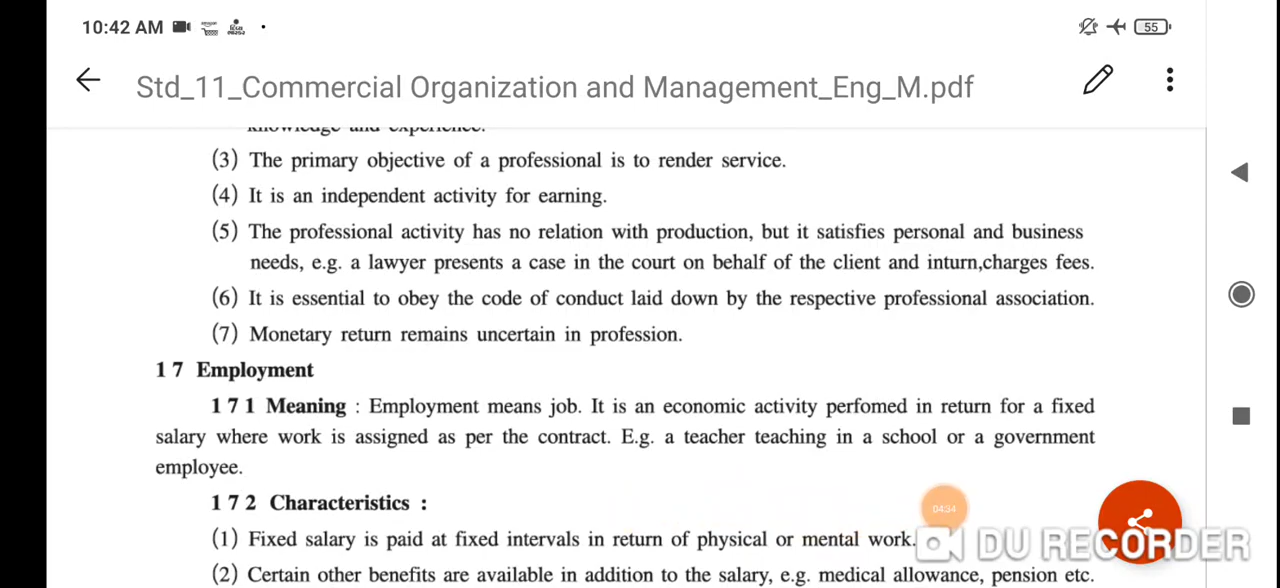 10:42 AM
55
Std_11_Commercial Organization and Management_Eng_M.pdf
knowledge and experience.
(3) The primary objective of a professional is to render service.
(4) It is an independent activity for earning.
(5) The professional activity has no relation with production, but it satisfies personal and business
needs, e.g. a lawyer presents a case in the court on behalf of the client and inturn,charges fees.
(6) It is essential to obey the code of conduct laid down by the respective professional association.
(7) Monetary return remains uncertain in profession.
1 7 Employment
1 7 1 Meaning : Employment means job. It is an economic activity perfomed in return for a fixed
salary where work is assigned as per the contract. E.g. a teacher teaching in a school or a government
employee.
1 7 2 Characteristics :
04:34
(1) Fixed salary is paid at fixed intervals in return of physical or mental work.
DU RECORDER
(2) Certain other benefits are available in addition to the salary, e.g. medical allowance, pension etc.